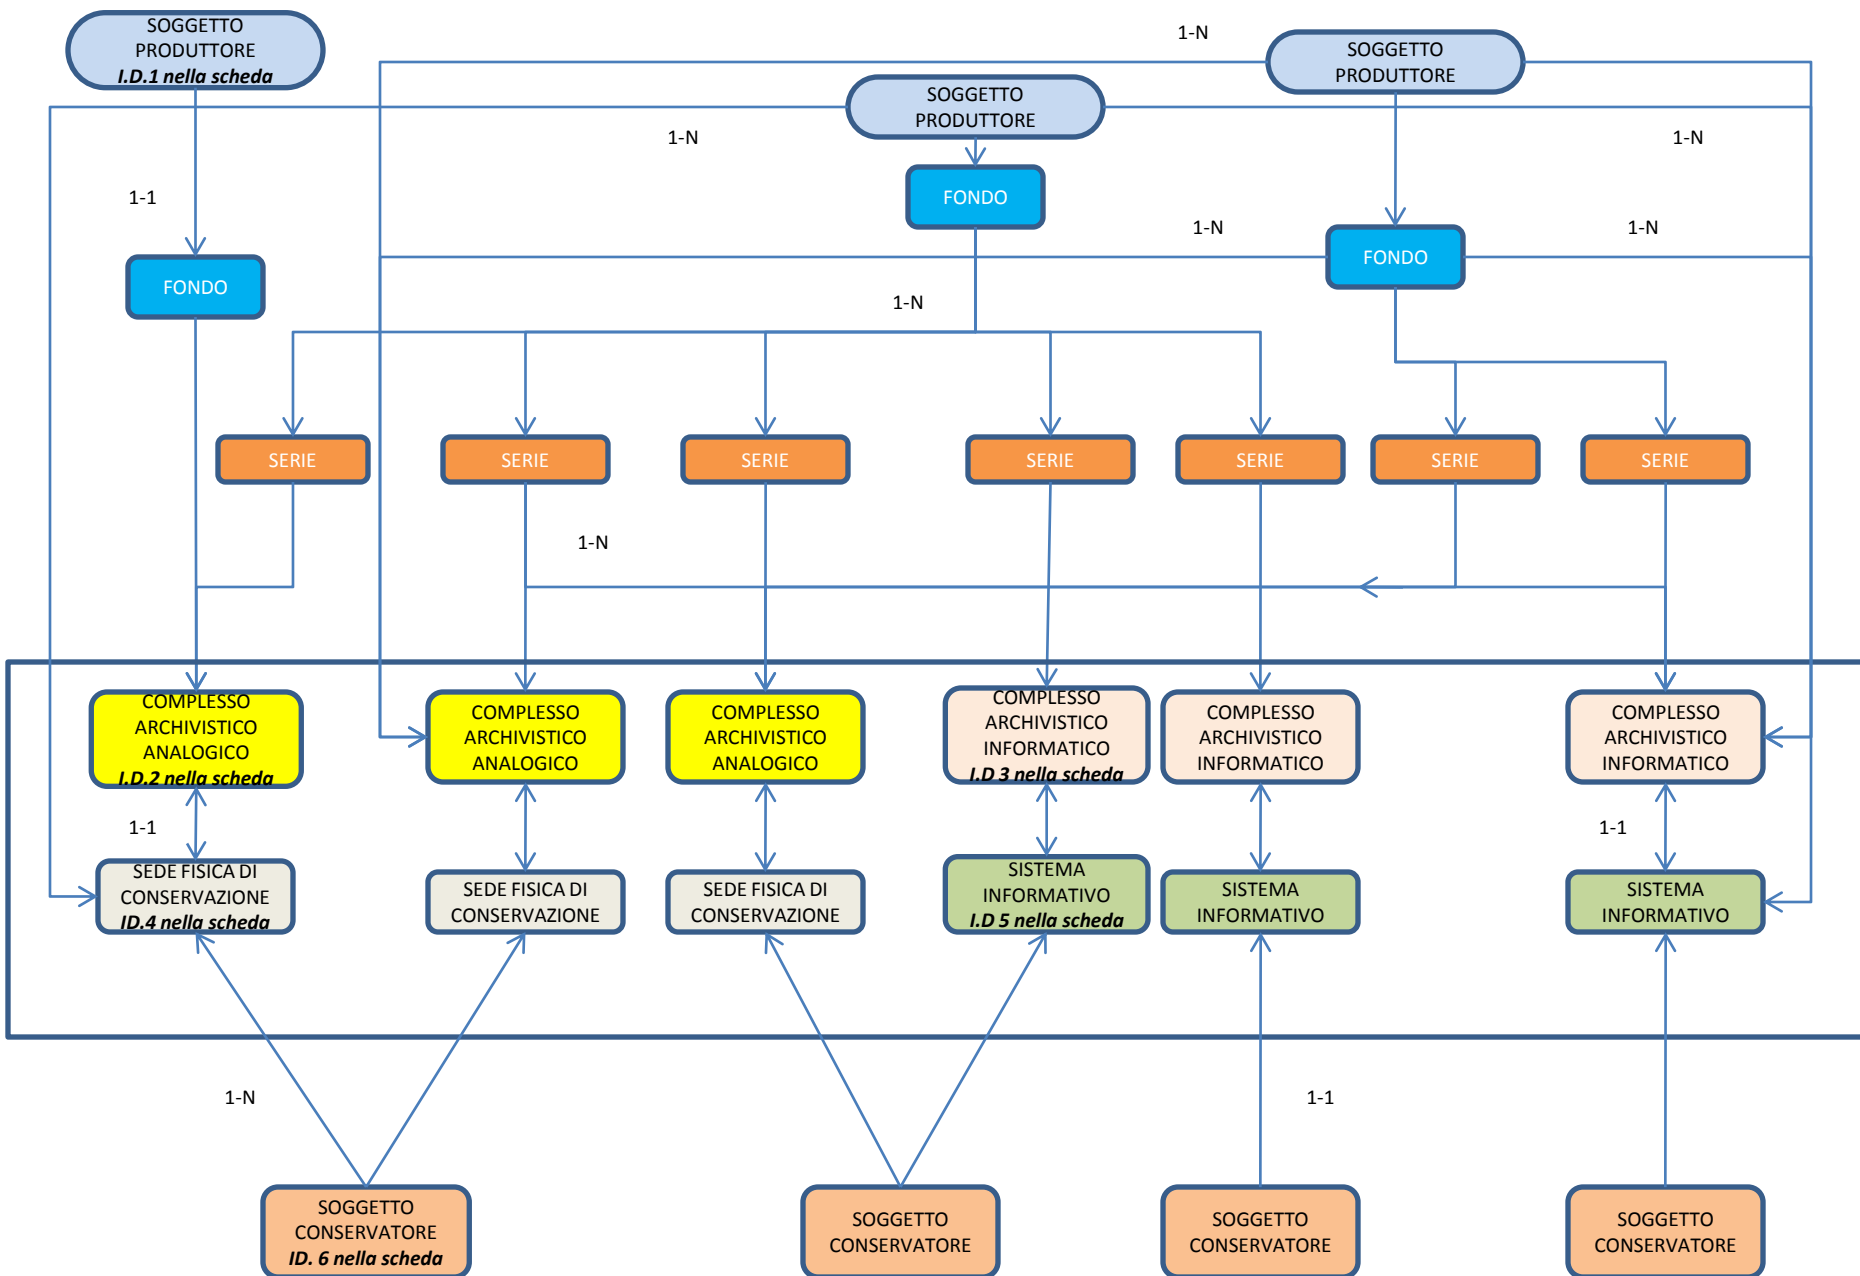 SOGGETTO
PRODUTTORE
I.D.1 nella scheda
1-N
SOGGETTO
PRODUTTORE
SOGGETTO
PRODUTTORE
1-N
1-N
1-1
FONDO
1-N
1-N
FONDO
FONDO
1-N
SERIE
SERIE
SERIE
SERIE
SERIE
SERIE
SERIE
1-N
COMPLESSO
ARCHIVISTICO
ANALOGICO
I.D.2 nella scheda
COMPLESSO
ARCHIVISTICO
ANALOGICO
COMPLESSO
ARCHIVISTICO
ANALOGICO
COMPLESSO
ARCHIVISTICO
INFORMATICO
I.D 3 nella scheda
COMPLESSO
ARCHIVISTICO
INFORMATICO
COMPLESSO
ARCHIVISTICO
INFORMATICO
1-1
1-1
SEDE FISICA DI
CONSERVAZIONE
ID.4 nella scheda
SEDE FISICA DI
CONSERVAZIONE
SEDE FISICA DI
CONSERVAZIONE
SISTEMA
INFORMATIVO
I.D 5 nella scheda
SISTEMA
INFORMATIVO
SISTEMA
INFORMATIVO
1-N
1-1
SOGGETTO
CONSERVATORE
ID. 6 nella scheda
SOGGETTO
CONSERVATORE
SOGGETTO
CONSERVATORE
SOGGETTO
CONSERVATORE